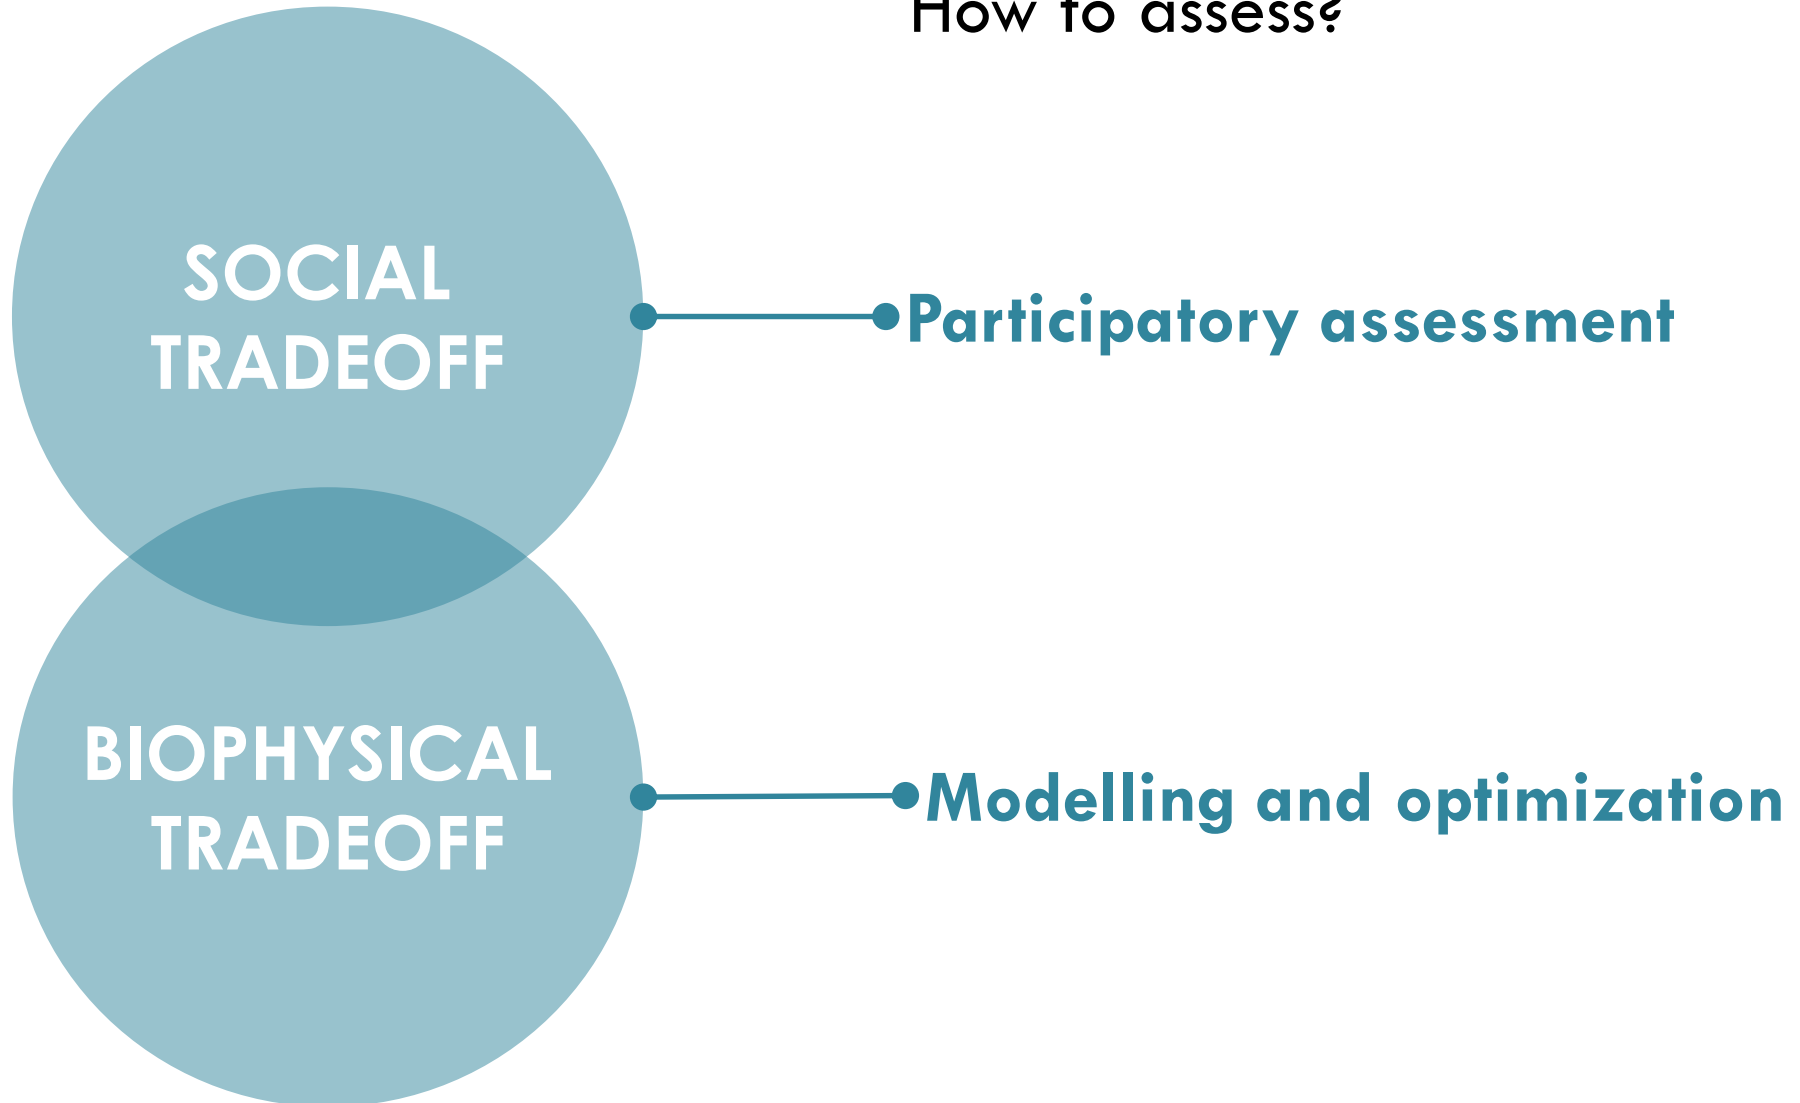 How to assess?
SOCIAL
TRADEOFF
Participatory assessment
BIOPHYSICAL
TRADEOFF
Modelling and optimization